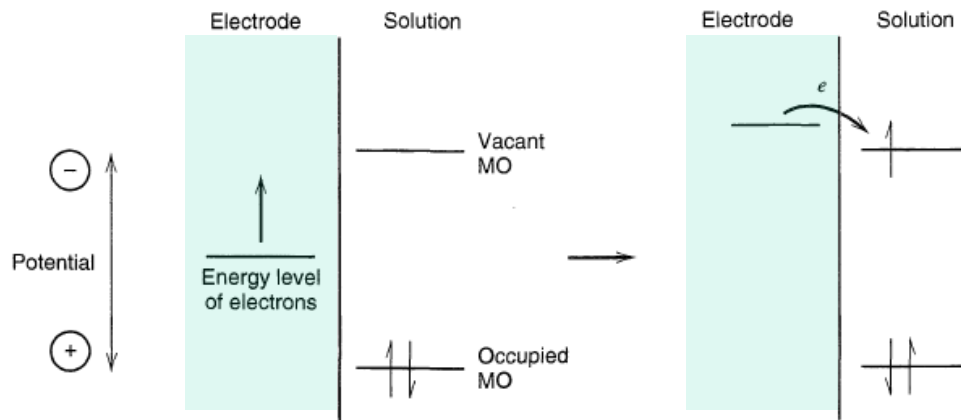 Electrode
Solution
Electrode
Solution
e
Vacant
MO
−
Potential
Energy level
of electrons
+
Occupied
MO